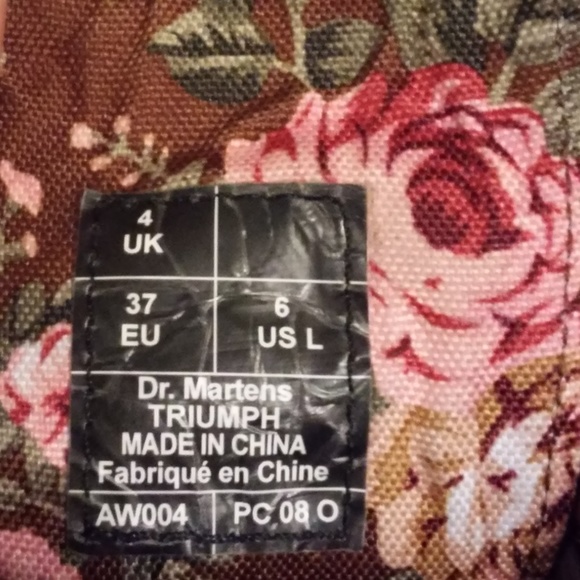 4
UK
37
EU
6
US L
Dr. Martens
TRIUMPH
MADE IN CHINA
Fabriqué en Chine
AW004
PC 08 O